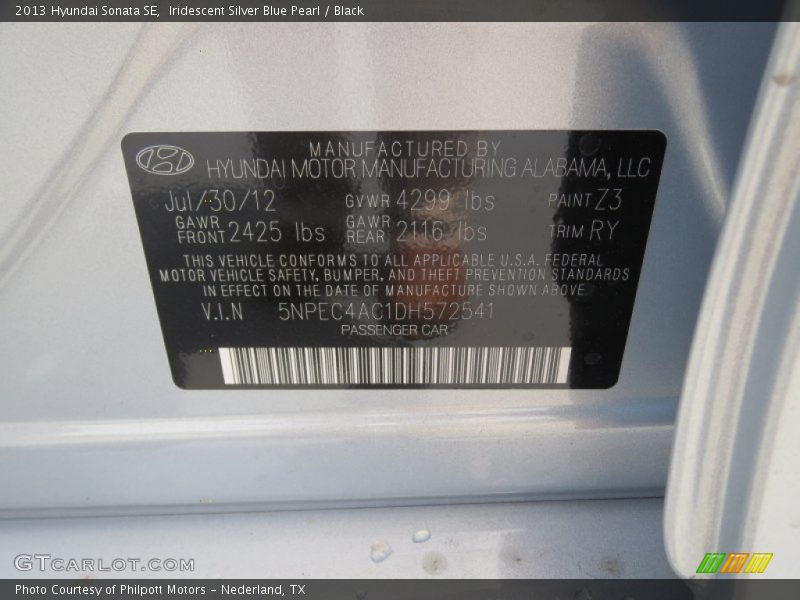 2013 Hyundai Sonata SE, Iridescent Silver Blue Pearl / Black
MANUFACTURED BY
HYUNDAI MOTOR MANUFACTURING ALABAMA, LLC
Jul/30/12 GVWR 4299 lbs PAINT Z3
GAWR FRONT 2425 lbs GAWR REAR 2116 lbs TRIM RY
THIS VEHICLE CONFORMS TO ALL APPLICABLE U.S.A. FEDERAL
MOTOR VEHICLE SAFETY, BUMPER, AND THEFT PREVENTION STANDARDS
IN EFFECT ON THE DATE OF MANUFACTURE SHOWN ABOVE
V.I.N 5NPEC4AC1DH572541
PASSENGER CAR
GTCARLOT.COM
Photo Courtesy of Philpott Motors - Nederland, TX